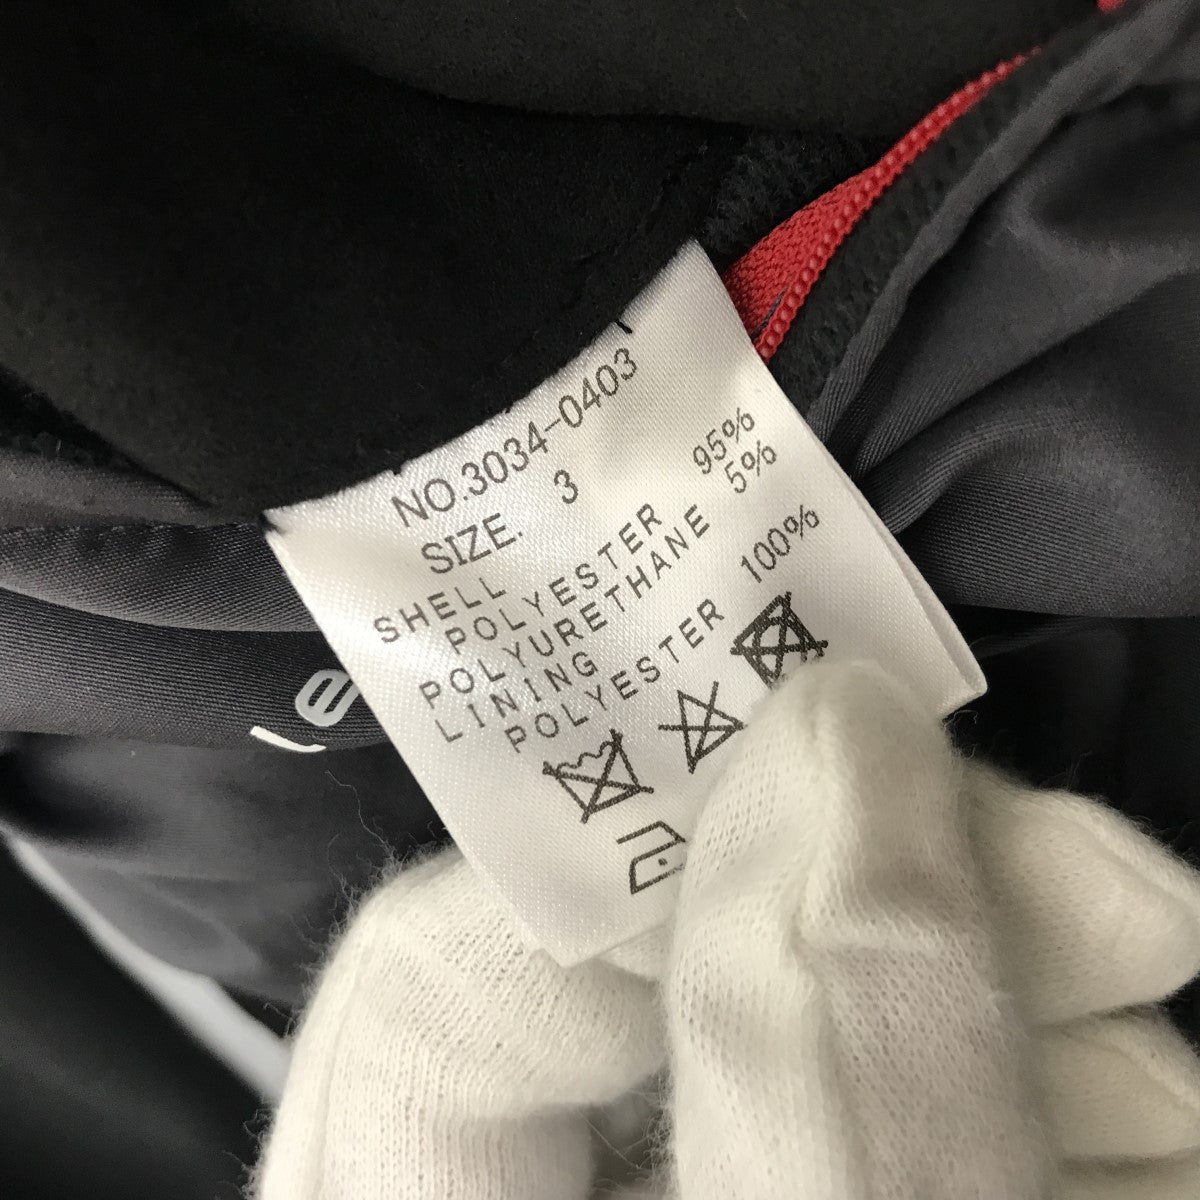 NO.3034-0403
SIZE. 3
SHELL
POLYESTER 95%
POLYURETHANE 5%
LINING
POLYESTER 100%